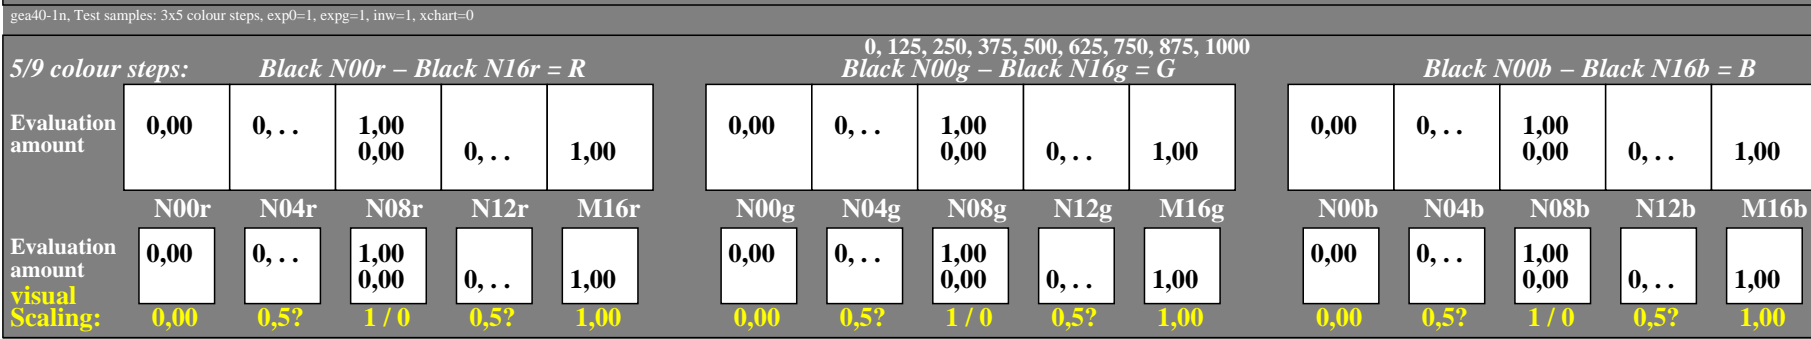 gea40-1n, Test samples: 3x5 colour steps, exp0=1, expg=1, inw=1, xchart=0
0, 125, 250, 375, 500, 625, 750, 875, 1000
5/9 colour steps: Black N00r – Black N16r = R Black N00g – Black N16g = G Black N00b – Black N16b = B
Evaluation 0,00 0, . . 1,00 0,00 0, . . 1,00 0,00 0, . . 1,00
amount 0,00 0, . . 1,00 0,00 0, . . 1,00 0,00 0, . . 1,00
N00r N04r N08r N12r M16r N00g N04g N08g N12g M16g N00b N04b N08b N12b M16b
Evaluation 0,00 0, . . 1,00 0,00 0, . . 1,00 0,00 0, . . 1,00
amount 0,00 0, . . 1,00 0,00 0, . . 1,00 0,00 0, . . 1,00
visual
Scaling: 0,00 0,5? 1 / 0 0,5? 1,00 0,00 0,5? 1 / 0 0,5? 1,00 0,00 0,5? 1 / 0 0,5? 1,00